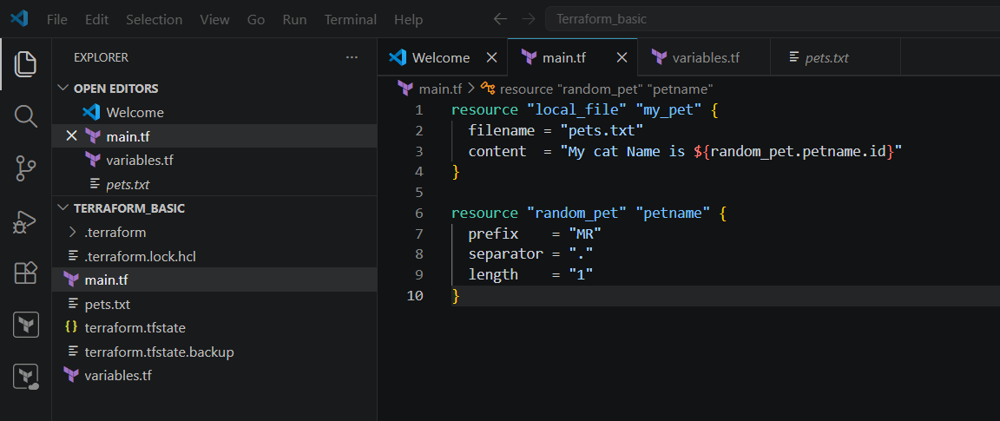 File Edit Selection View Go Run Terminal Help Terraform_basic
EXPLORER
OPEN EDITORS
Welcome
main.tf
variables.tf
pets.txt
TERRAFORM_BASIC
.terraform
.terraform.lock.hcl
main.tf
pets.txt
{} terraform.tfstate
terraform.tfstate.backup
variables.tf
Welcome main.tf variables.tf pets.txt
main.tf > resource "random_pet" "petname"
1 resource "local_file" "my_pet" {
2   filename = "pets.txt"
3   content  = "My cat Name is ${random_pet.petname.id}"
4 }
5
6 resource "random_pet" "petname" {
7   prefix    = "MR"
8   separator = "."
9   length    = "1"
10 }